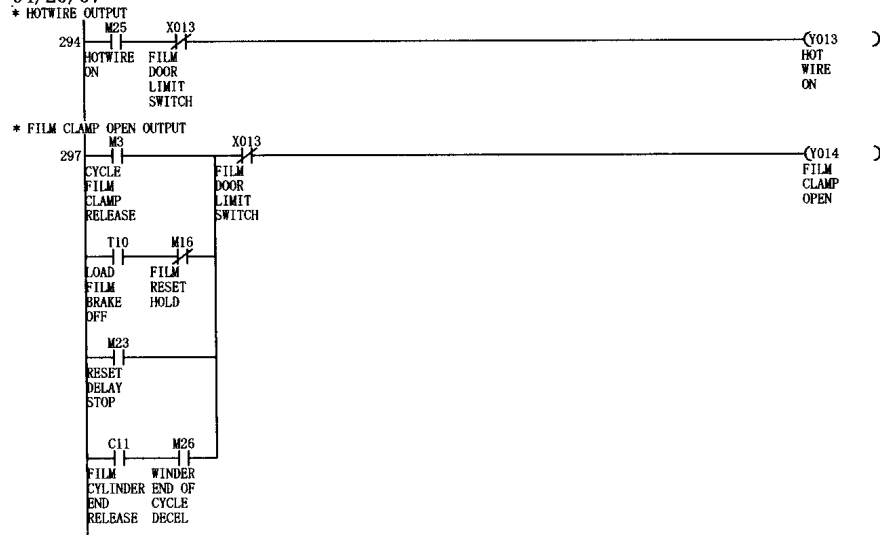 * HOTWIRE OUTPUT
M25 X013
294 (Y013 )
HOTWIRE FILM HOT
ON DOOR WIRE
LIMIT ON
SWITCH
* FILM CLAMP OPEN OUTPUT
M3 X013
297 (Y014 )
CYCLE FILM FILM
FILM DOOR CLAMP
CLAMP LIMIT OPEN
RELEASE SWITCH
T10 M16
LOAD FILM
FILM RESET
BRAKE HOLD
OFF
M23
RESET
DELAY
STOP
C11 M26
FILM WINDER
CYLINDER END OF
END CYCLE
RELEASE DECEL